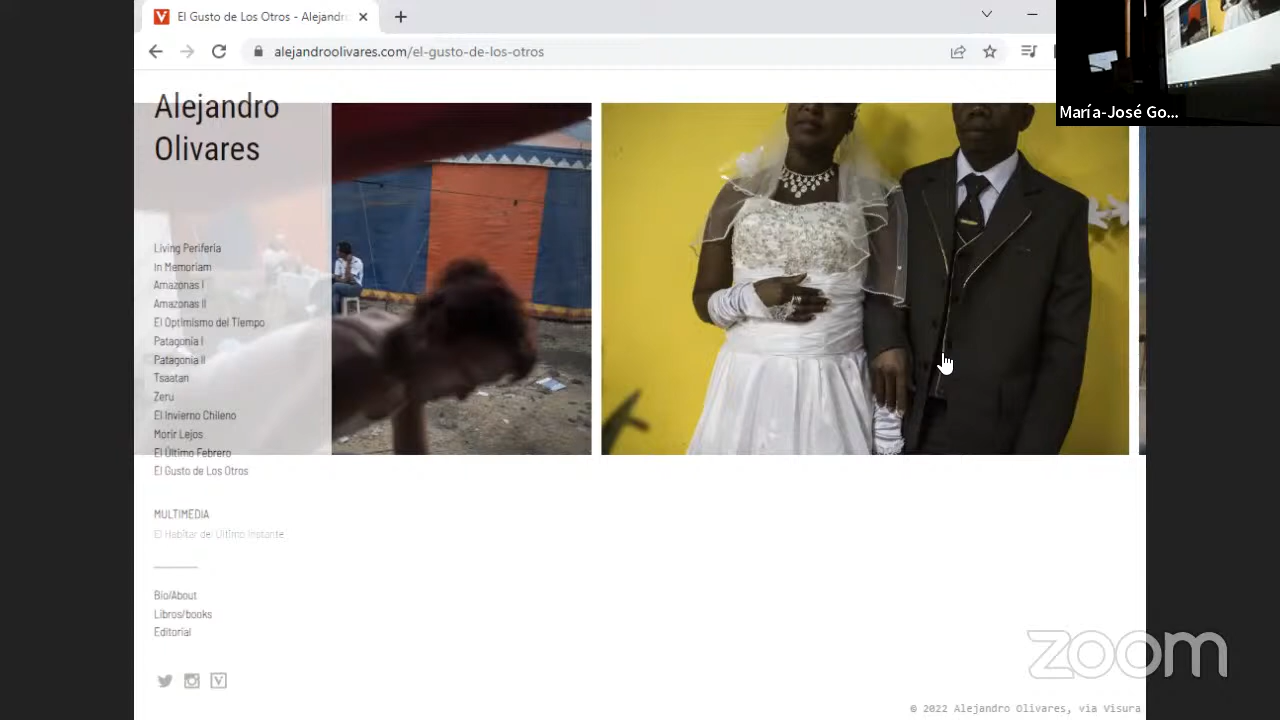 El Gusto de Los Otros - Alejandro
alejandroolivares.com/el-gusto-de-los-otros
María-José Go...
Alejandro
Olivares
Living Periferia
In Memoriam
Amazonas I
Amazonas II
El Optimismo del Tiempo
Patagonia I
Patagonia II
Tsaatan
Zeru
El Invierno Chileno
Morir Lejos
El Último Febrero
El Gusto de Los Otros
MULTIMEDIA
El Habitar del Último Instante
Bio/About
Libros/books
Editorial
zoom
© 2022 Alejandro Olivares, via Visura